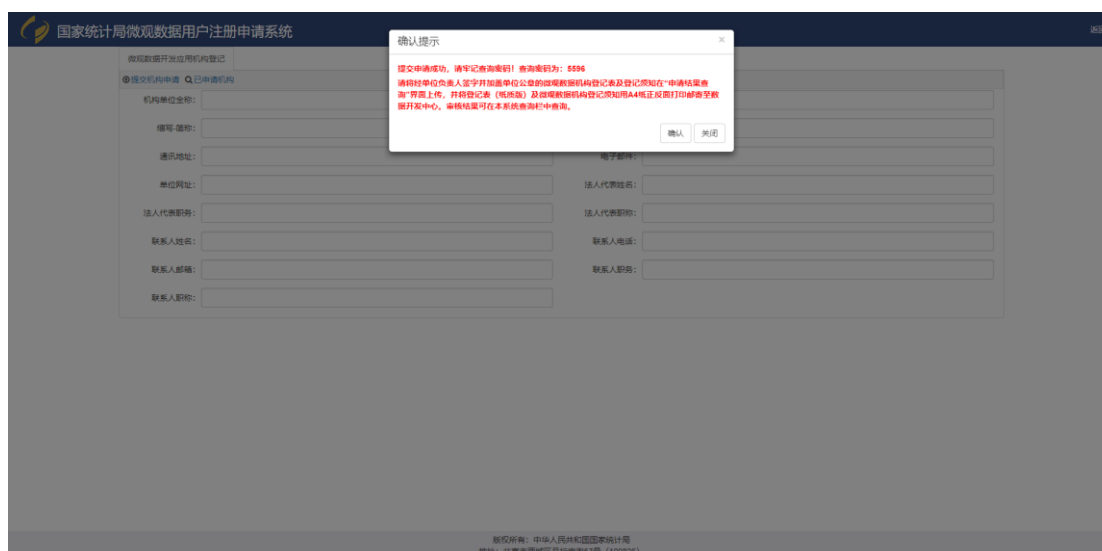 国家统计局微观数据用户注册申请系统
返回
微观数据开发应用机构登记
提交机构申请 已申请机构
确认提示
×
提交申请成功，请牢记查询密码！查询密码为：5596
请将经单位负责人签字并加盖单位公章的微观数据机构登记表及登记须知在“申请结果查
询”界面上传，并将登记表（纸质版）及微观数据机构登记须知用A4纸正反面打印邮寄至数
据开发中心。审核结果可在本系统查询栏中查询。
确认 关闭
机构单位全称：
缩写-简称：
通讯地址： 电子邮件：
单位网址： 法人代表姓名：
法人代表职务： 法人代表职称：
联系人姓名： 联系人电话：
联系人邮箱： 联系人职务：
联系人职称：
版权所有：中华人民共和国国家统计局